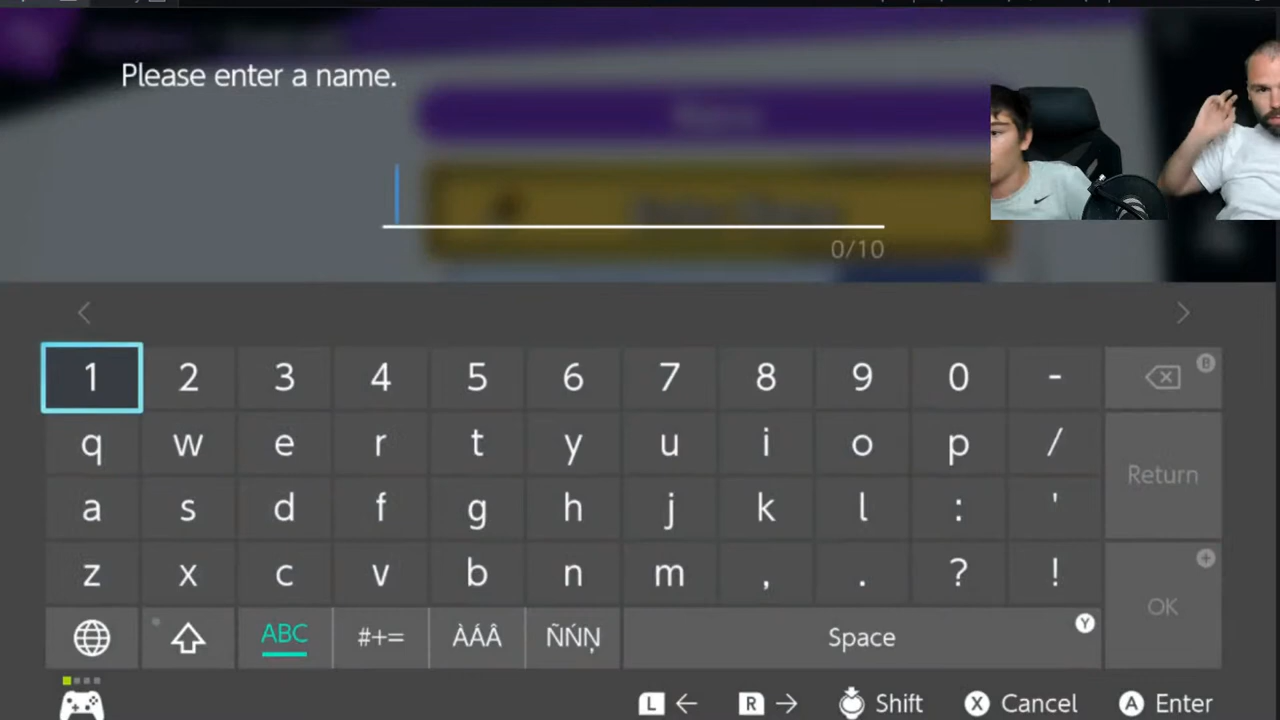 Please enter a name.
0/10
1 2 3 4 5 6 7 8 9 0 - B
q w e r t y u i o p / Return
a s d f g h j k l : '
z x c v b n m , . ? ! + OK
ABC #+= ÀÁÂ ÑŃŅ Space Y
L ← R → Shift X Cancel A Enter